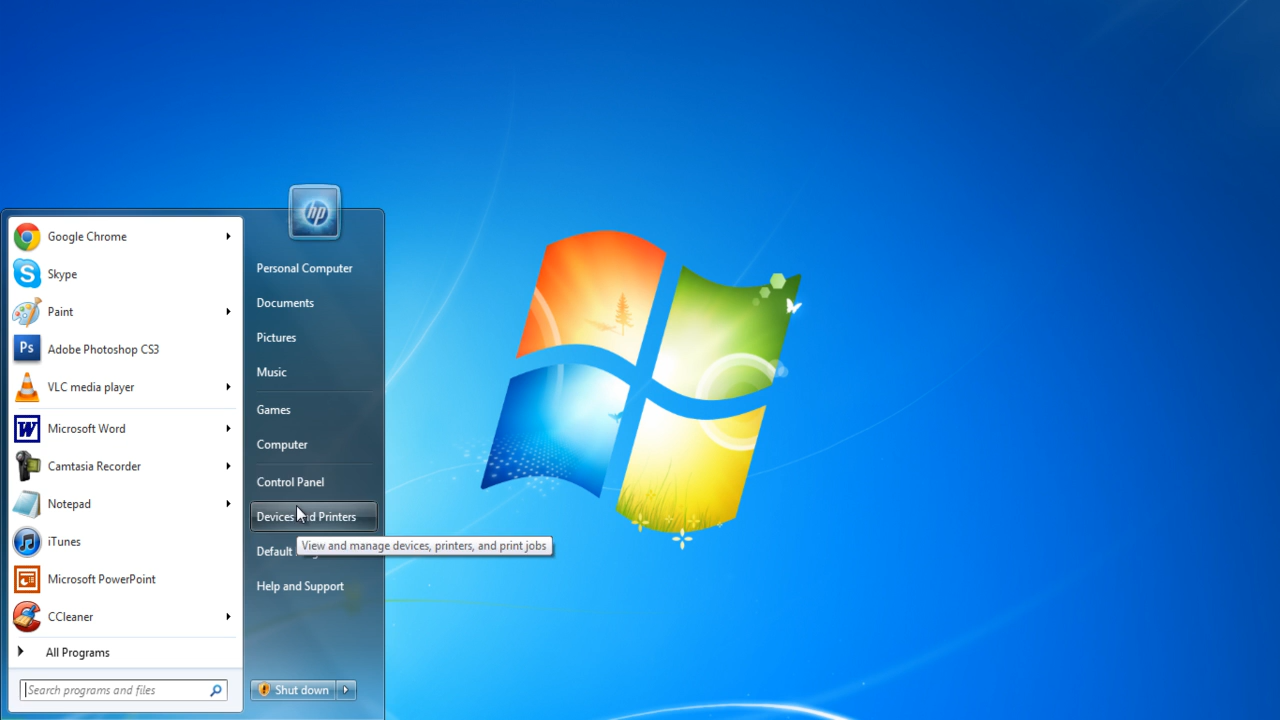 hp
Google Chrome
Skype
Paint
Ps
Adobe Photoshop CS3
VLC media player
W
Microsoft Word
Camtasia Recorder
Notepad
iTunes
Microsoft PowerPoint
CCleaner
All Programs
Search programs and files
Personal Computer
Documents
Pictures
Music
Games
Computer
Control Panel
Devices and Printers
View and manage devices, printers, and print jobs
Default
Help and Support
Shut down